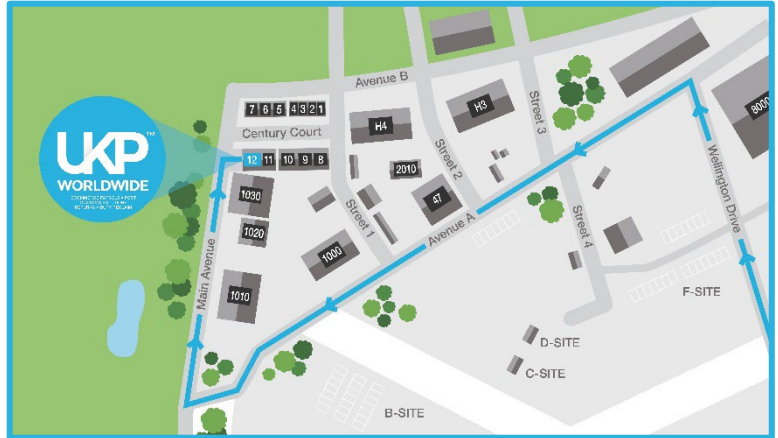 Avenue B
7 6 5 4 3 2 1
Century Court
12 11 10 9 8
UKP™
WORLDWIDE
H4
H3
Street 3
8000
Street 2
2010
47
1030
1020
1010
1000
Street 1
Avenue A
Main Avenue
Street 4
Wellington Drive
F-SITE
D-SITE
C-SITE
B-SITE